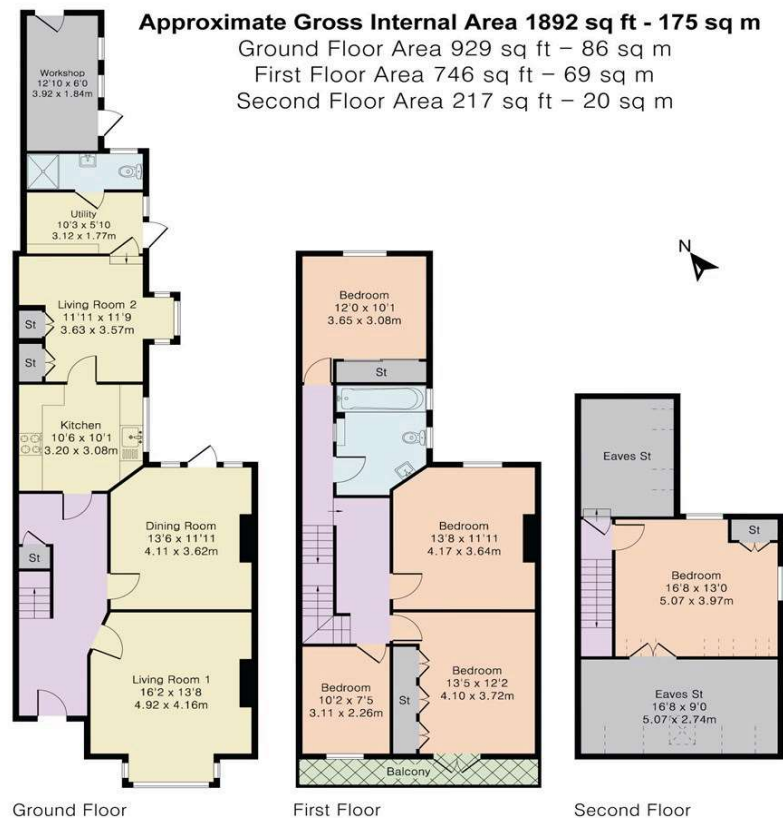 Approximate Gross Internal Area 1892 sq ft - 175 sq m
Ground Floor Area 929 sq ft – 86 sq m
First Floor Area 746 sq ft – 69 sq m
Second Floor Area 217 sq ft – 20 sq m
Workshop
12'10 x 6'0
3.92 x 1.84m
Utility
10'3 x 5'10
3.12 x 1.77m
Living Room 2
11'11 x 11'9
3.63 x 3.57m
St
St
Kitchen
10'6 x 10'1
3.20 x 3.08m
Dining Room
13'6 x 11'11
4.11 x 3.62m
St
Living Room 1
16'2 x 13'8
4.92 x 4.16m
Ground Floor
N
Bedroom
12'0 x 10'1
3.65 x 3.08m
St
Bedroom
13'8 x 11'11
4.17 x 3.64m
Bedroom
10'2 x 7'5
3.11 x 2.26m
St
Bedroom
13'5 x 12'2
4.10 x 3.72m
Balcony
First Floor
Eaves St
St
Bedroom
16'8 x 13'0
5.07 x 3.97m
Eaves St
16'8 x 9'0
5.07 x 2.74m
Second Floor